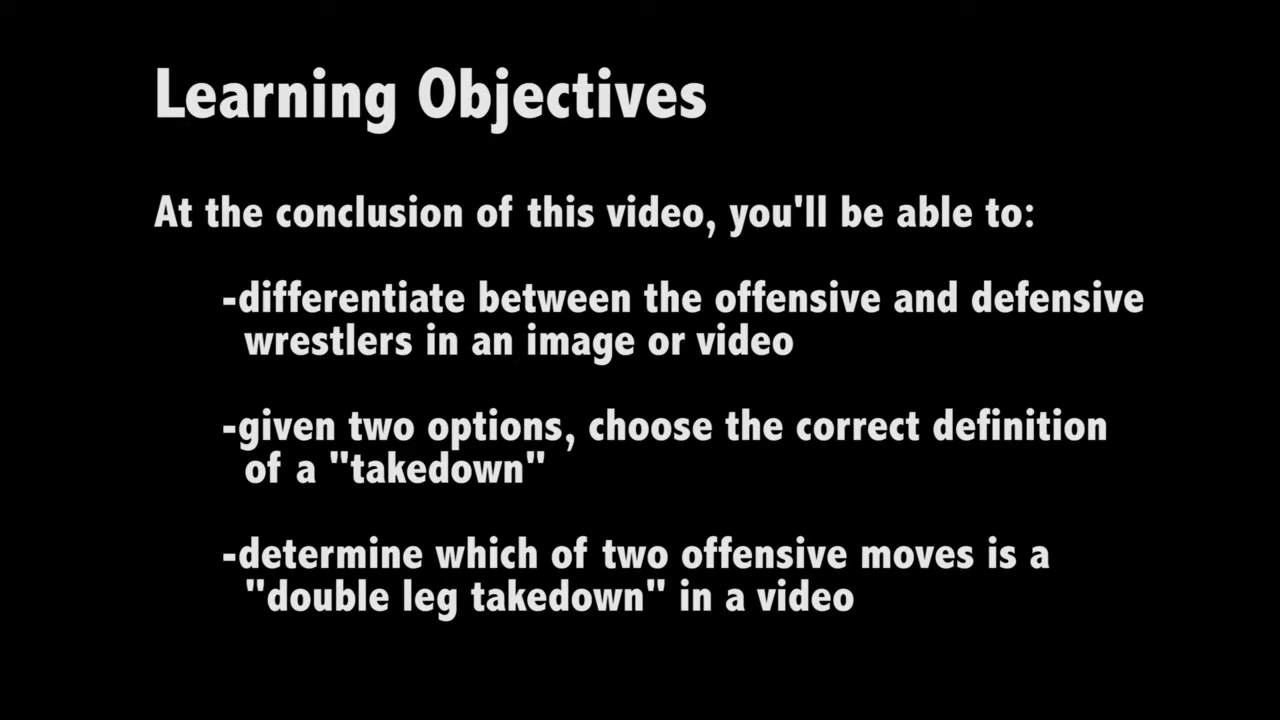 Learning Objectives
At the conclusion of this video, you'll be able to:
-differentiate between the offensive and defensive
wrestlers in an image or video
-given two options, choose the correct definition
of a "takedown"
-determine which of two offensive moves is a
"double leg takedown" in a video